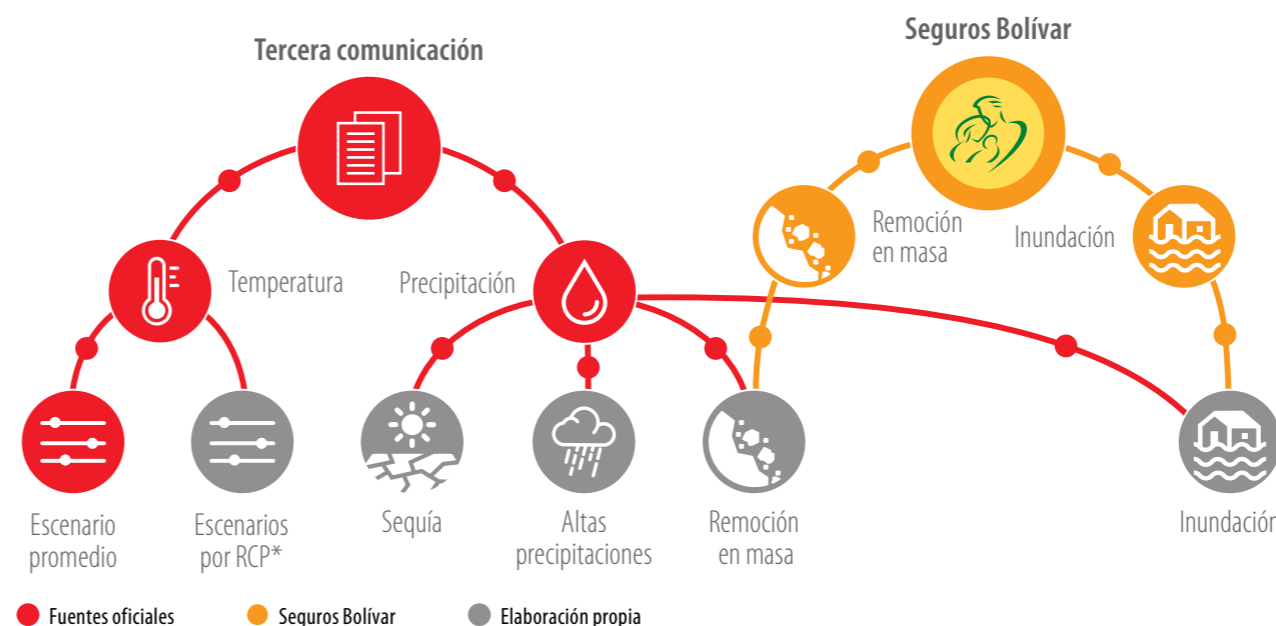 Tercera comunicación
Seguros Bolívar
Temperatura
Precipitación
Remoción
en masa
Inundación
Escenario
promedio
Escenarios
por RCP*
Sequía
Altas
precipitaciones
Remoción
en masa
Inundación
Fuentes oficiales
Seguros Bolívar
Elaboración propia